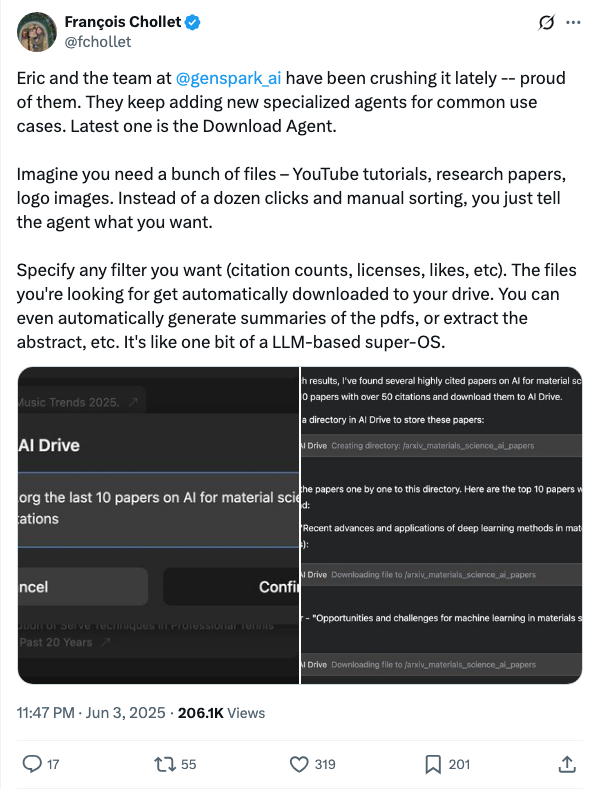 François Chollet
@fchollet
Eric and the team at @genspark_ai have been crushing it lately -- proud
of them. They keep adding new specialized agents for common use
cases. Latest one is the Download Agent.
Imagine you need a bunch of files – YouTube tutorials, research papers,
logo images. Instead of a dozen clicks and manual sorting, you just tell
the agent what you want.
Specify any filter you want (citation counts, licenses, likes, etc). The files
you're looking for get automatically downloaded to your drive. You can
even automatically generate summaries of the pdfs, or extract the
abstract, etc. It's like one bit of a LLM-based super-OS.
Music Trends 2025.
AI Drive
.org the last 10 papers on AI for material scie
tations
ncel
Confi
of Serve Techniques in Professional Tennis
Past 20 Years
h results, I've found several highly cited papers on AI for material sc
0 papers with over 50 citations and download them to AI Drive.
a directory in AI Drive to store these papers:
AI Drive Creating directory: /arxiv_materials_science_ai_papers
the papers one by one to this directory. Here are the top 10 papers w
d:
"Recent advances and applications of deep learning methods in mat
s):
AI Drive Downloading file to /arxiv_materials_science_ai_papers
r - "Opportunities and challenges for machine learning in materials s
AI Drive Downloading file to /arxiv_materials_science_ai_papers
11:47 PM · Jun 3, 2025 · 206.1K Views
17
55
319
201